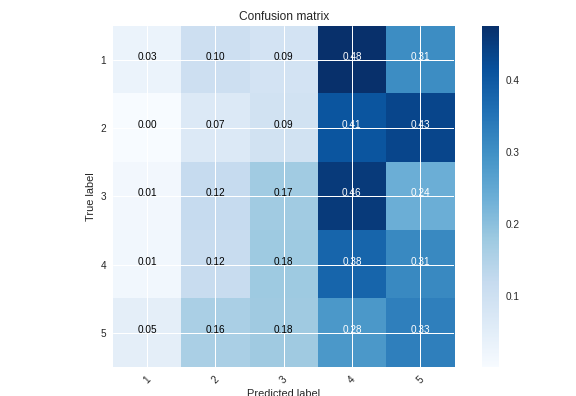 Confusion matrix
1 0.03 0.10 0.09 0.48 0.31
2 0.00 0.07 0.09 0.41 0.43
3 0.01 0.12 0.17 0.46 0.24
4 0.01 0.12 0.18 0.38 0.31
5 0.05 0.16 0.18 0.28 0.33
1 2 3 4 5
True label
Predicted label
0.4
0.3
0.2
0.1